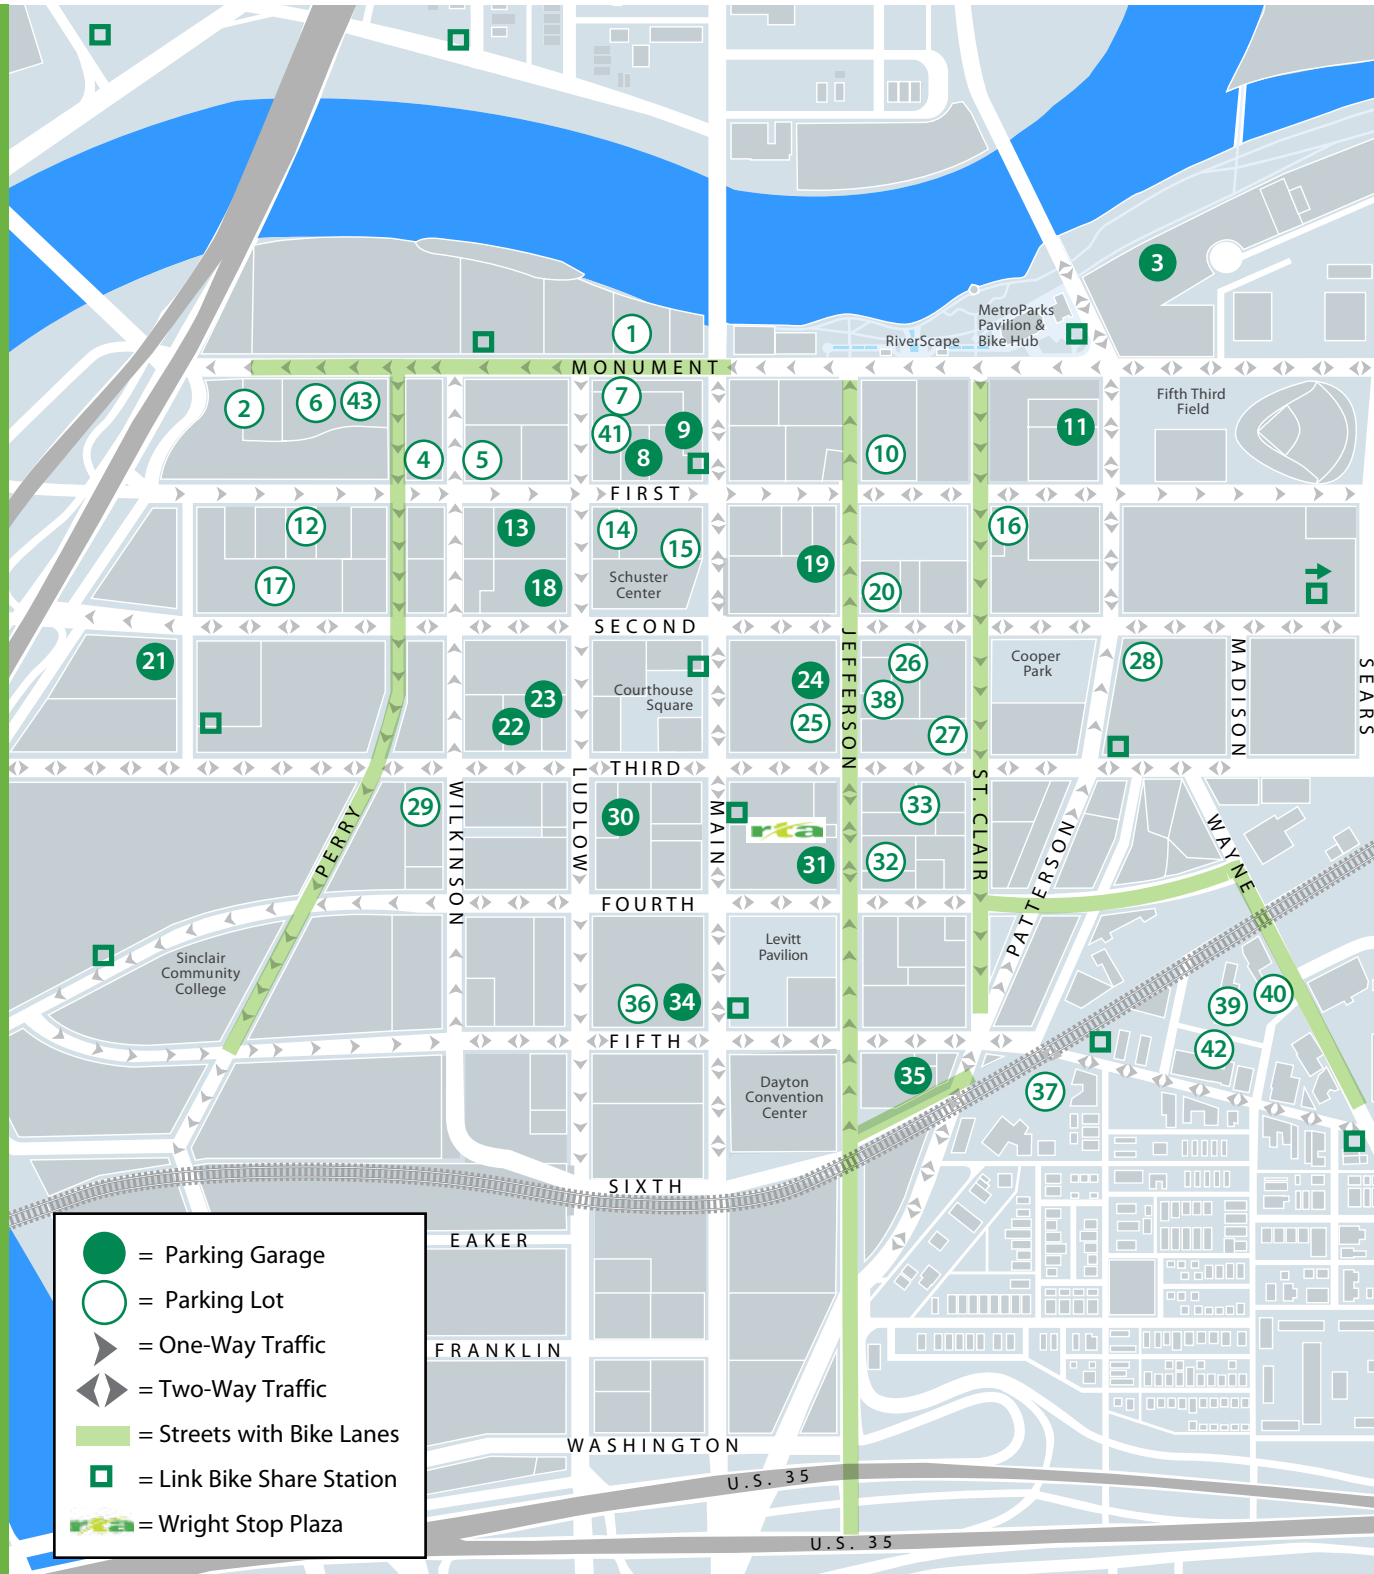 3
MetroParks
Pavilion &
Bike Hub
RiverScape
1
MONUMENT
2
6
43
7
41
8
9
4
5
10
11
Fifth Third
Field
FIRST
12
13
14
15
16
17
18
Schuster
Center
19
20
SECOND
21
22
23
Courthouse
Square
24
25
26
38
27
Cooper
Park
28
JEFFERSON
MADISON
SEARS
THIRD
29
PERRY
WILKINSON
LUDLOW
30
MAIN
rta
31
33
32
ST. CLAIR
PATTERSON
WAYNE
FOURTH
Sinclair
Community
College
36
34
Levitt
Pavilion
39
40
42
FIFTH
Dayton
Convention
Center
35
37
SIXTH
EAKER
FRANKLIN
WASHINGTON
U.S. 35
U.S. 35
= Parking Garage
= Parking Lot
= One-Way Traffic
= Two-Way Traffic
= Streets with Bike Lanes
= Link Bike Share Station
rta = Wright Stop Plaza